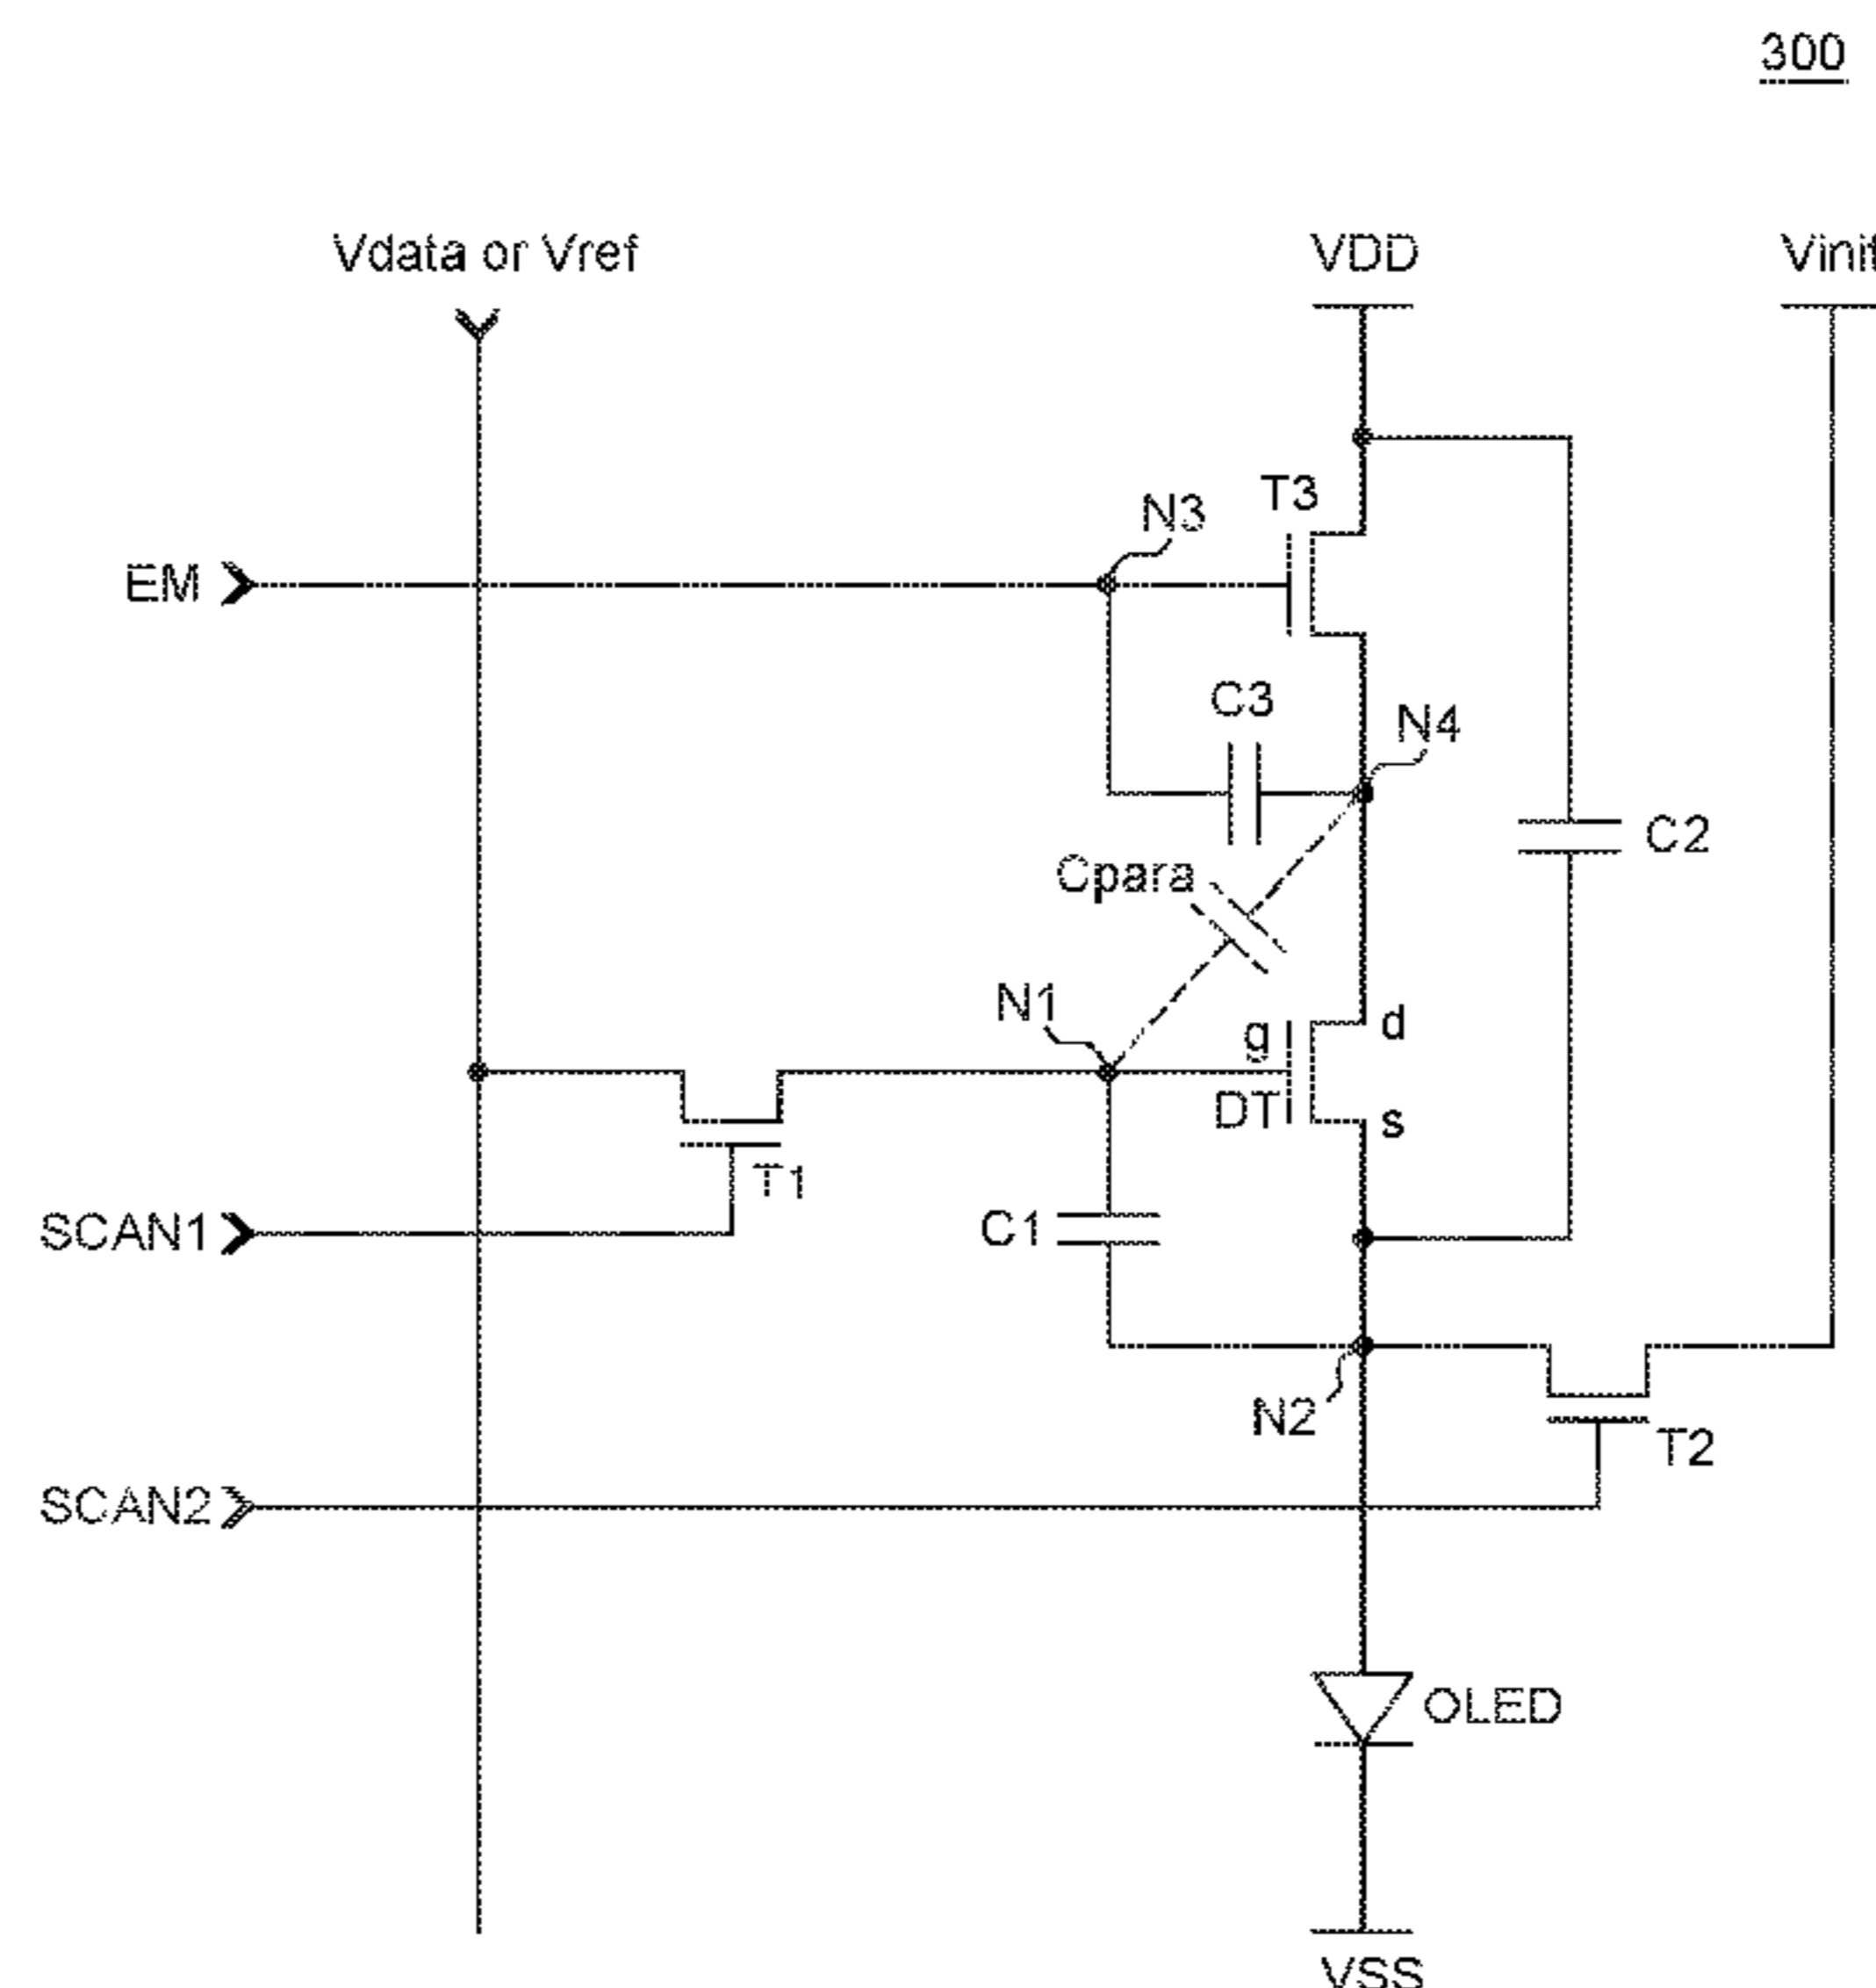 300
Vdata or Vref
VDD
Vinit
T3
N3
EM
C3
N4
C2
Cpara
N1
g
d
DT
s
T1
SCAN1
C1
N2
T2
SCAN2
OLED
VSS